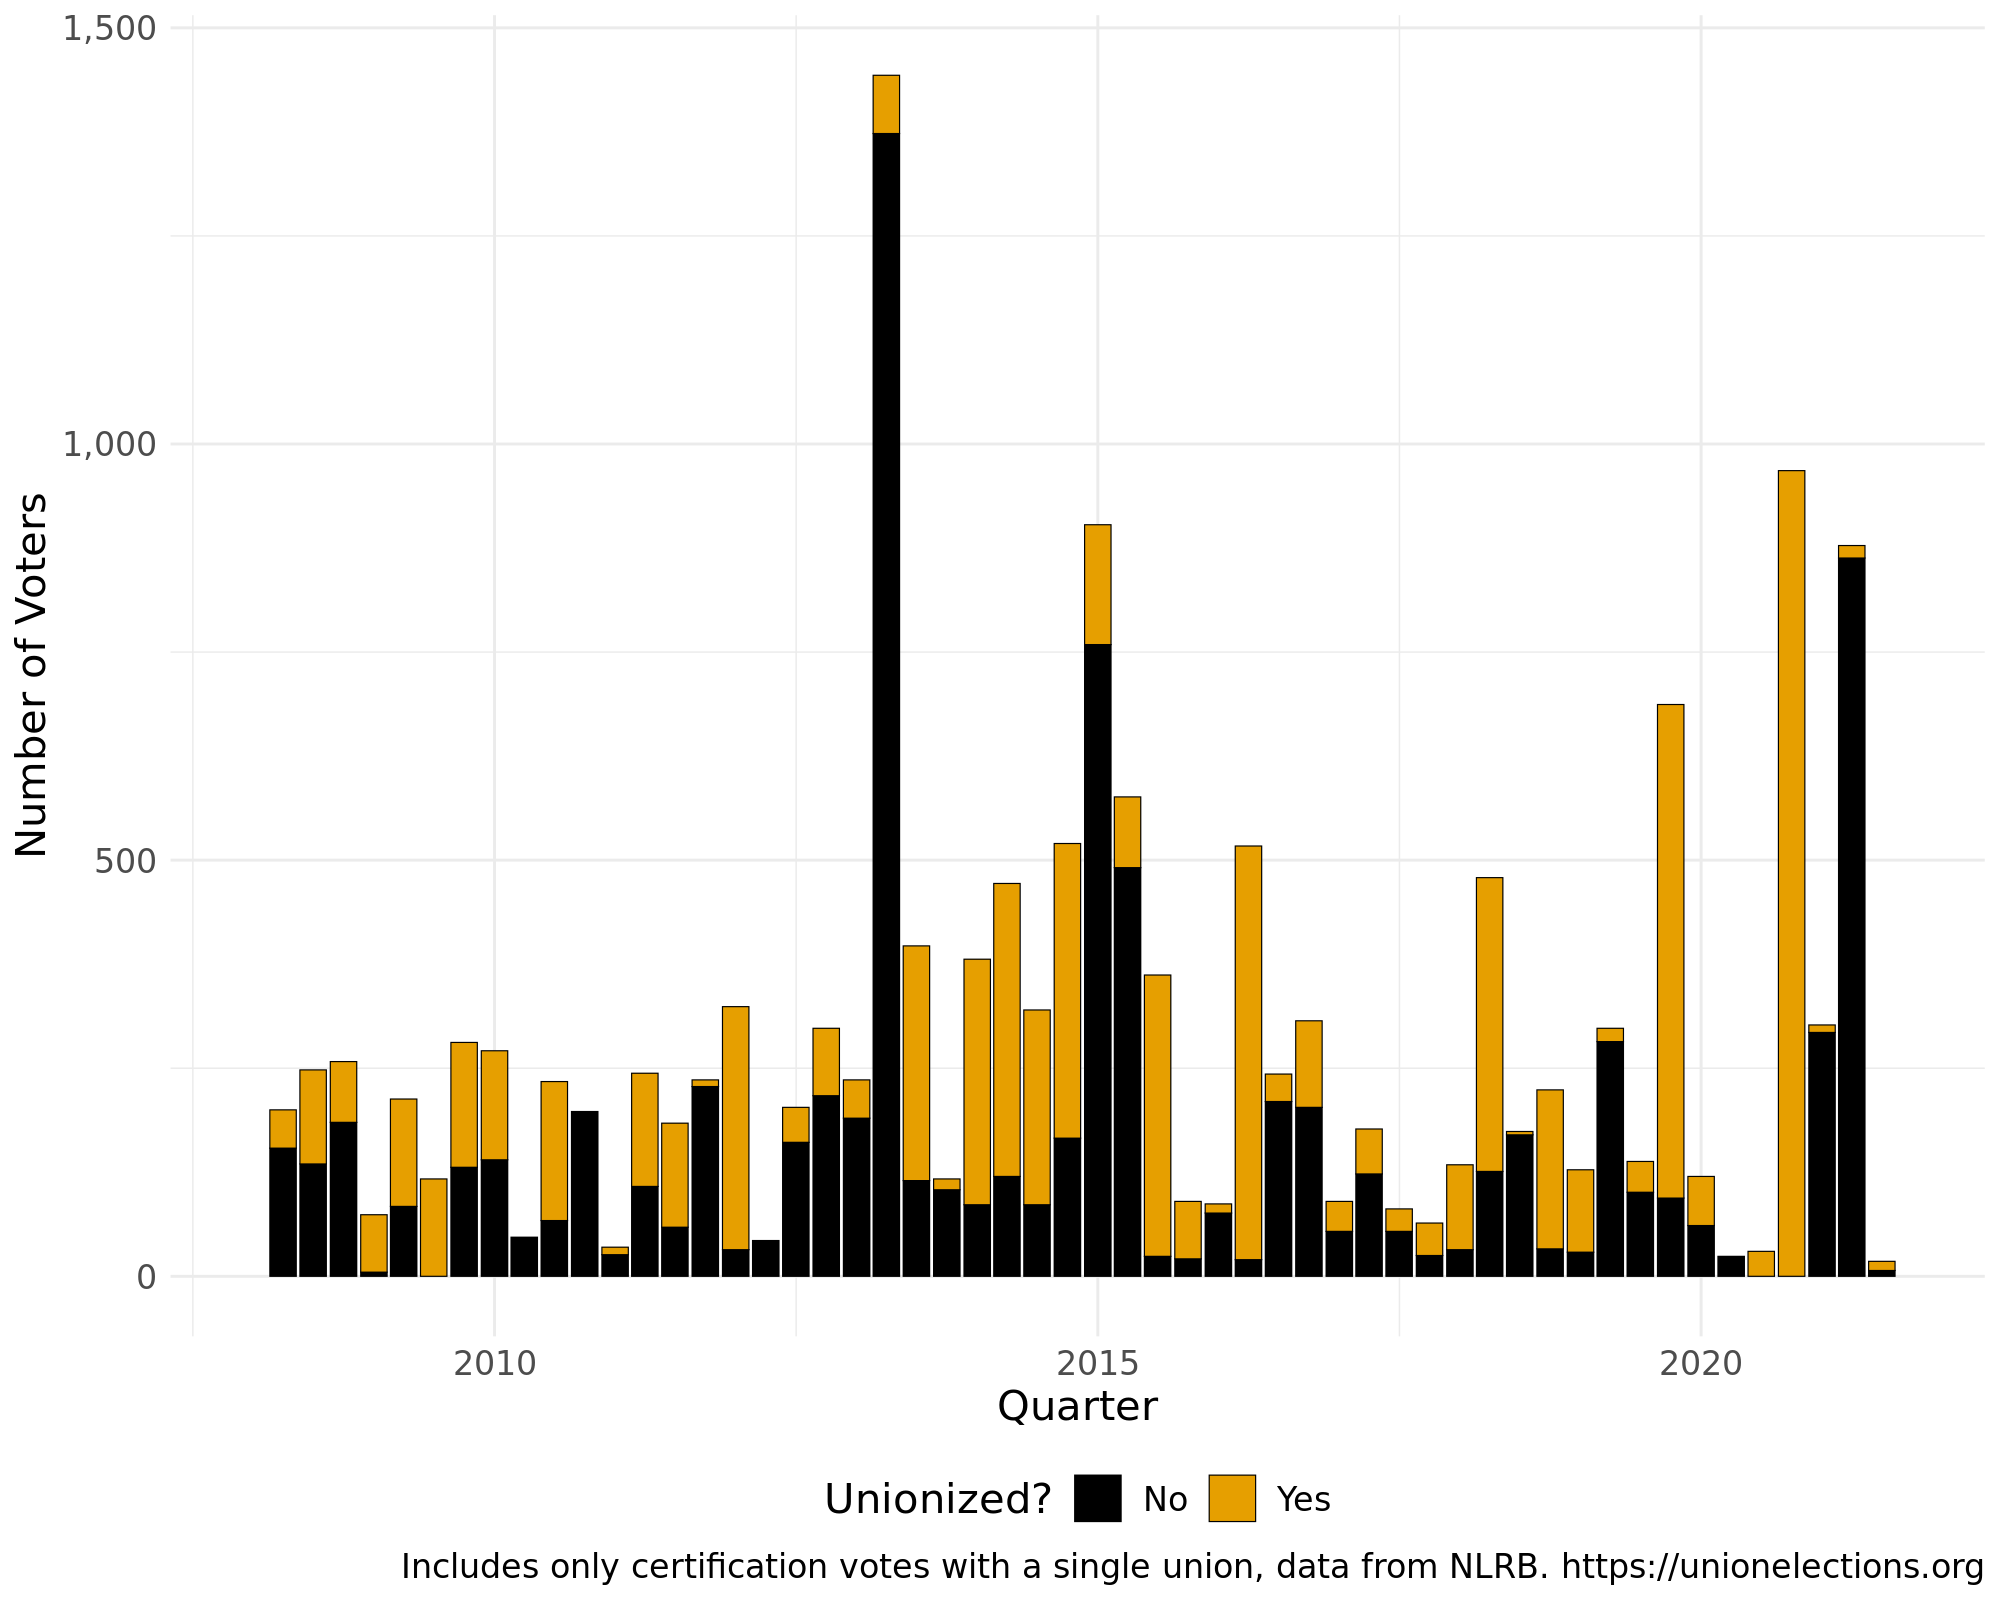 1,500
1,000
500
0
Number of Voters
2010 2015 2020
Quarter
Unionized? No Yes
Includes only certification votes with a single union, data from NLRB. https://unionelections.org